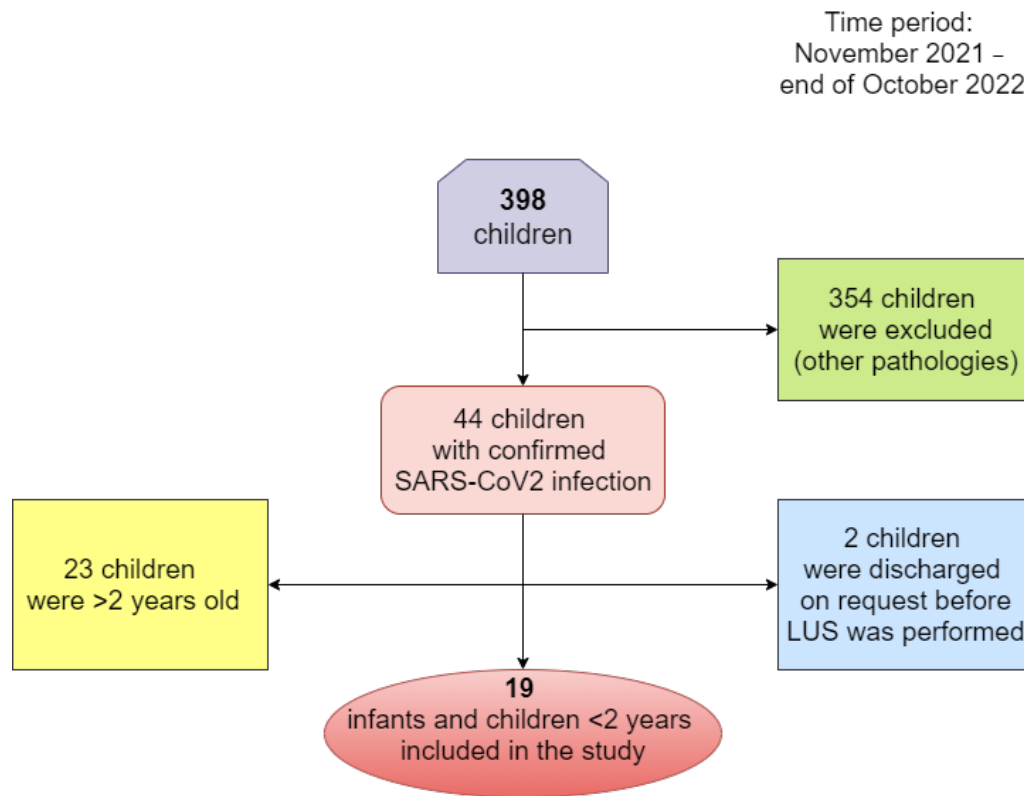 Time period:
November 2021 –
end of October 2022
398
children
354 children
were excluded
(other pathologies)
44 children
with confirmed
SARS-CoV2 infection
23 children
were >2 years old
2 children
were discharged
on request before
LUS was performed
19
infants and children <2 years
included in the study